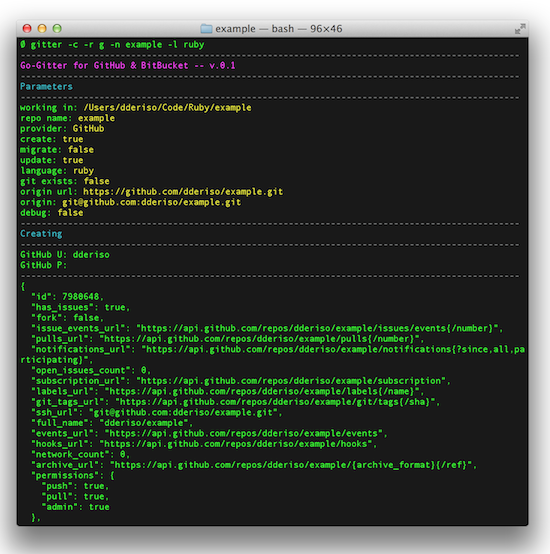 example — bash — 96×46
Ø gitter -c -r g -n example -l ruby
Go-Gitter for GitHub & BitBucket -- v.0.1
Parameters
working in: /Users/dderiso/Code/Ruby/example
repo name: example
provider: GitHub
create: true
migrate: false
update: true
language: ruby
git exists: false
origin url: https://github.com/dderiso/example.git
origin: git@github.com:dderiso/example.git
debug: false
Creating
GitHub U: dderiso
GitHub P:
{
"id": 7980648,
"has_issues": true,
"fork": false,
"issue_events_url": "https://api.github.com/repos/dderiso/example/issues/events{/number}",
"pulls_url": "https://api.github.com/repos/dderiso/example/pulls{/number}",
"notifications_url": "https://api.github.com/repos/dderiso/example/notifications{?since,all,pa
rticipating}",
"open_issues_count": 0,
"subscription_url": "https://api.github.com/repos/dderiso/example/subscription",
"labels_url": "https://api.github.com/repos/dderiso/example/labels{/name}",
"git_tags_url": "https://api.github.com/repos/dderiso/example/git/tags{/sha}",
"ssh_url": "git@github.com:dderiso/example.git",
"full_name": "dderiso/example",
"events_url": "https://api.github.com/repos/dderiso/example/events",
"hooks_url": "https://api.github.com/repos/dderiso/example/hooks",
"network_count": 0,
"archive_url": "https://api.github.com/repos/dderiso/example/{archive_format}{/ref}",
"permissions": {
"push": true,
"pull": true,
"admin": true
},